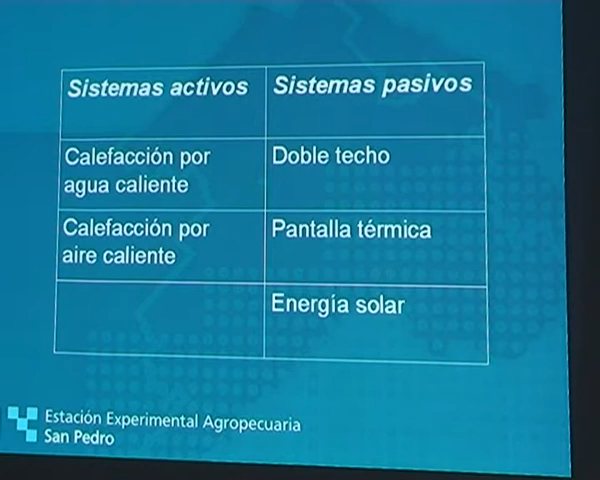 Sistemas activos
Sistemas pasivos
Calefacción por
agua caliente
Doble techo
Calefacción por
aire caliente
Pantalla térmica
Energía solar
Estación Experimental Agropecuaria
San Pedro